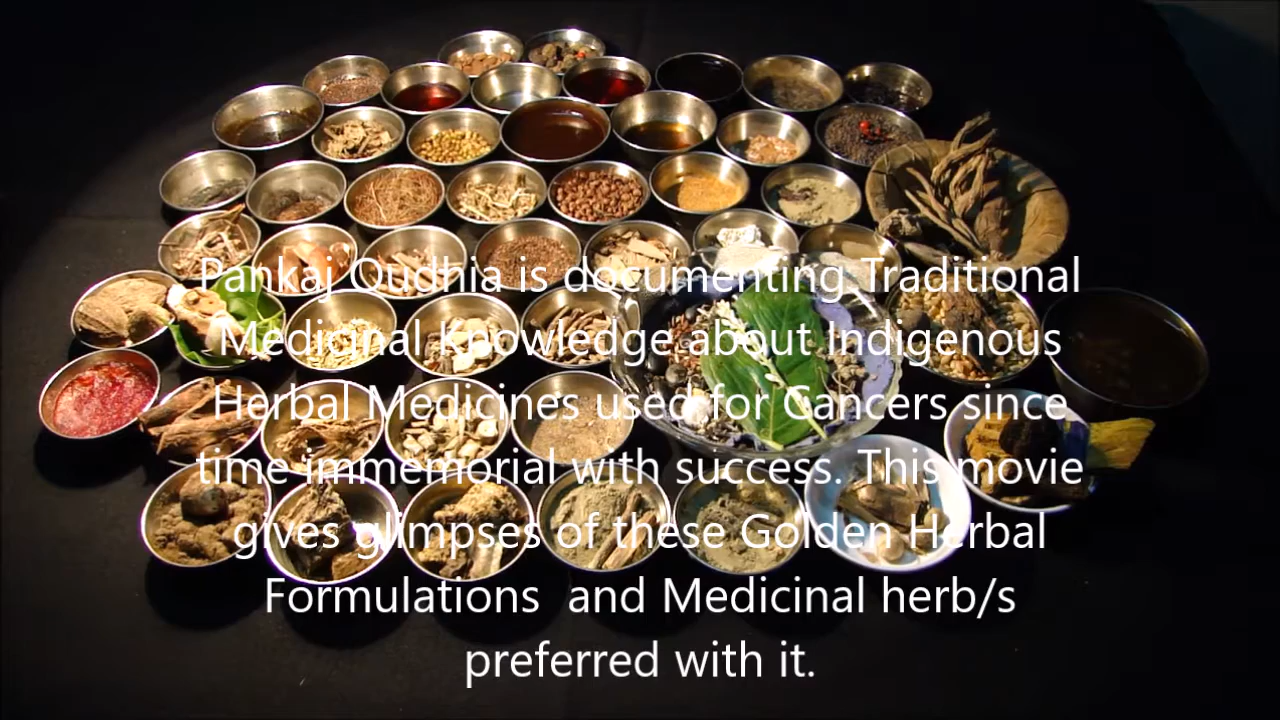 Pankaj Oudhia is documenting Traditional
Medicinal Knowledge about Indigenous
Herbal Medicines used for Cancers since
time immemorial with success. This movie
gives glimpses of these Golden Herbal
Formulations  and Medicinal herb/s
preferred with it.